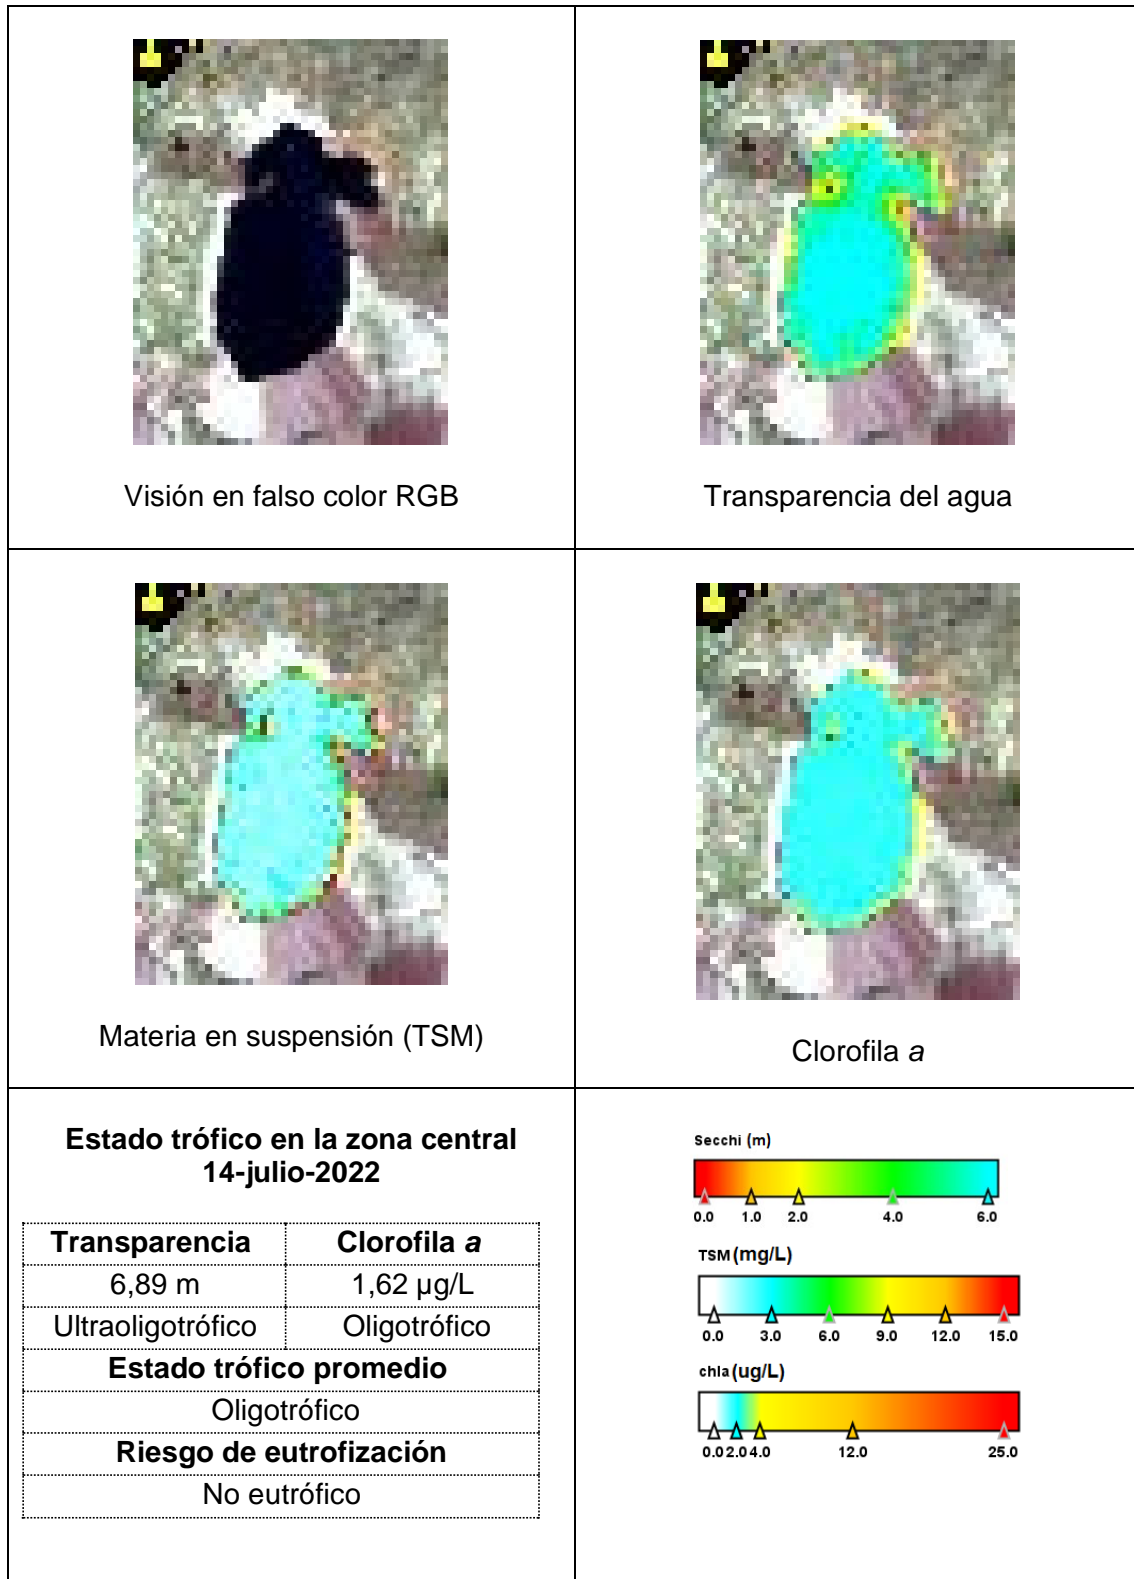 Visión en falso color RGB
Transparencia del agua
Materia en suspensión (TSM)
Clorofila a
Estado trófico en la zona central
14-julio-2022
Transparencia Clorofila a
6,89 m 1,62 µg/L
Ultraoligotrófico Oligotrófico
Estado trófico promedio
Oligotrófico
Riesgo de eutrofización
No eutrófico
Secchi (m)
0.0 1.0 2.0 4.0 6.0
TSM (mg/L)
0.0 3.0 6.0 9.0 12.0 15.0
chla (ug/L)
0.0 2.0 4.0 12.0 25.0